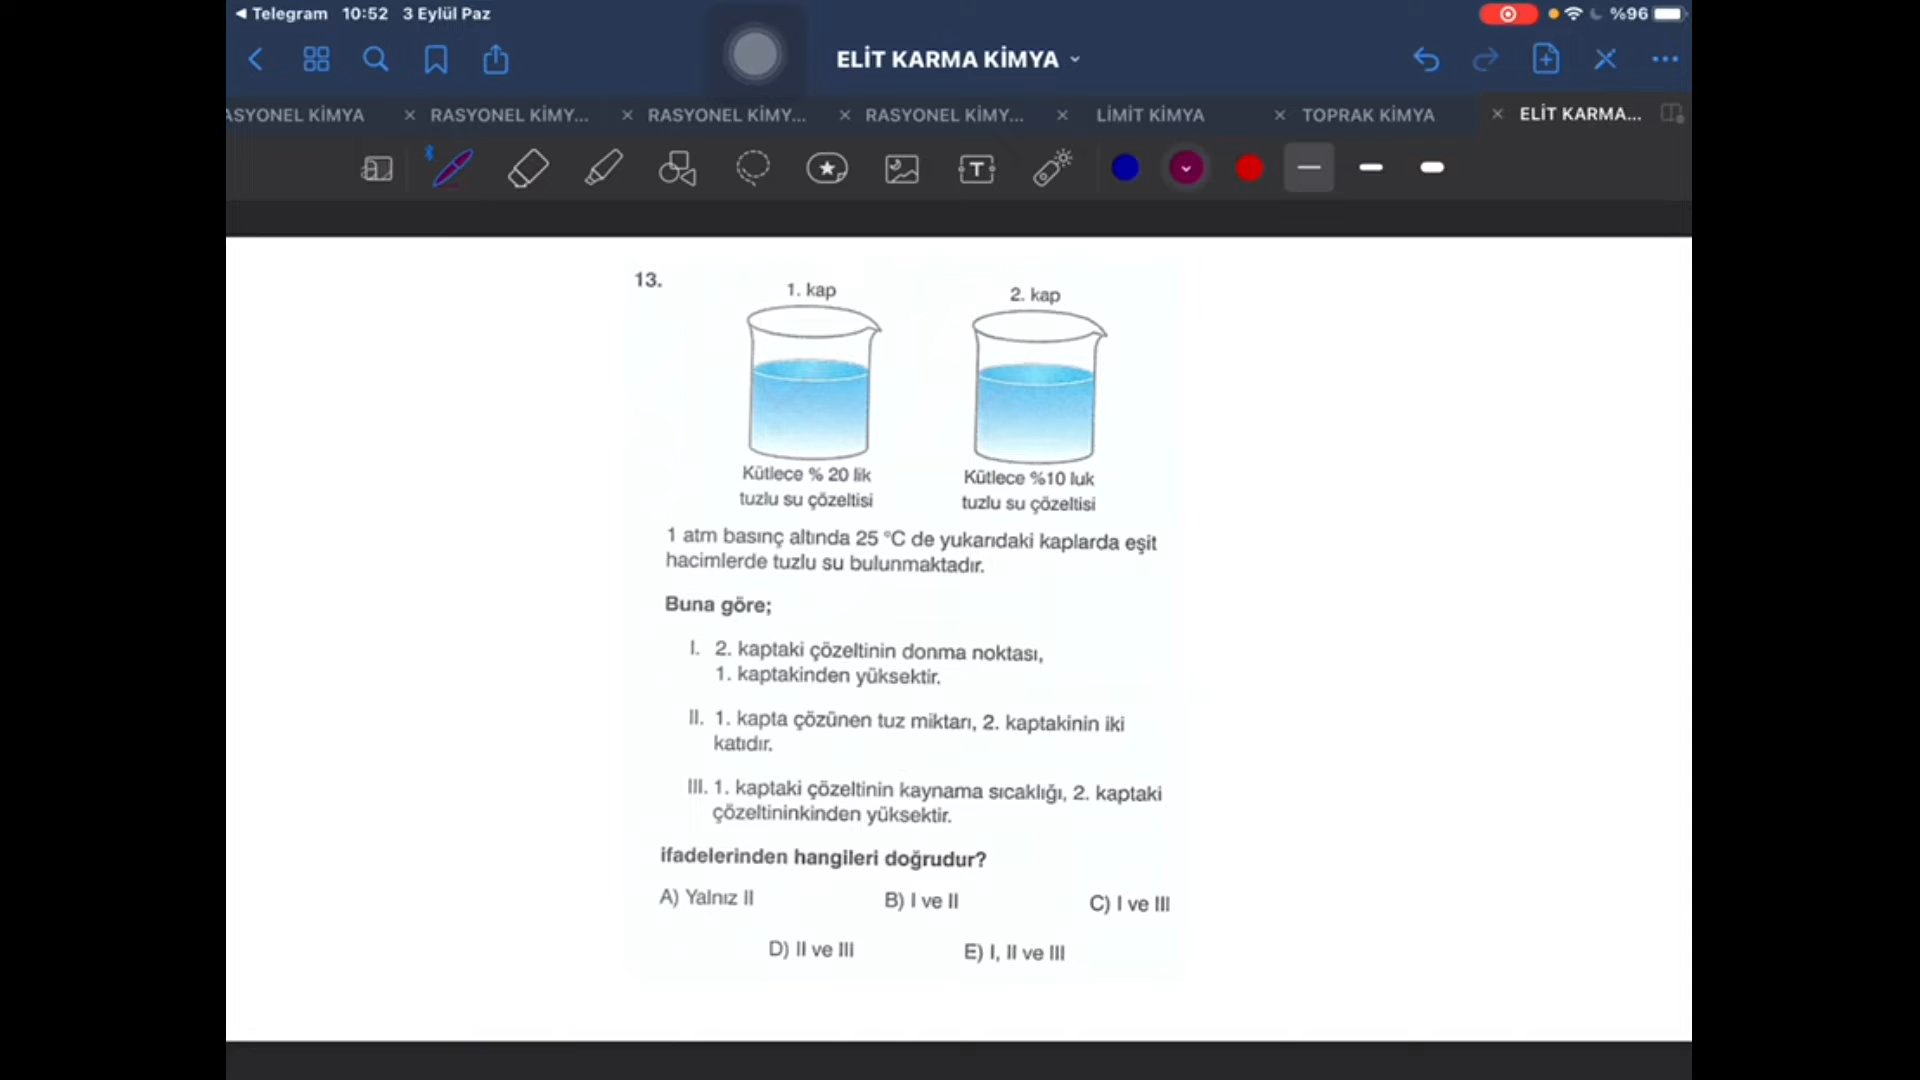 ◀ Telegram 10:52 3 Eylül Paz
%96
ELİT KARMA KİMYA
ASYONEL KİMYA
RASYONEL KİMY...
RASYONEL KİMY...
RASYONEL KİMY...
LİMİT KİMYA
TOPRAK KİMYA
ELİT KARMA...
13.
1. kap
2. kap
Kütlece % 20 lik
tuzlu su çözeltisi
Kütlece %10 luk
tuzlu su çözeltisi
1 atm basınç altında 25 °C de yukarıdaki kaplarda eşit
hacimlerde tuzlu su bulunmaktadır.
Buna göre;
I. 2. kaptaki çözeltinin donma noktası,
1. kaptakinden yüksektir.
II. 1. kapta çözünen tuz miktarı, 2. kaptakinin iki
katıdır.
III. 1. kaptaki çözeltinin kaynama sıcaklığı, 2. kaptaki
çözeltininkinden yüksektir.
ifadelerinden hangileri doğrudur?
A) Yalnız II B) I ve II C) I ve III
D) II ve III E) I, II ve III